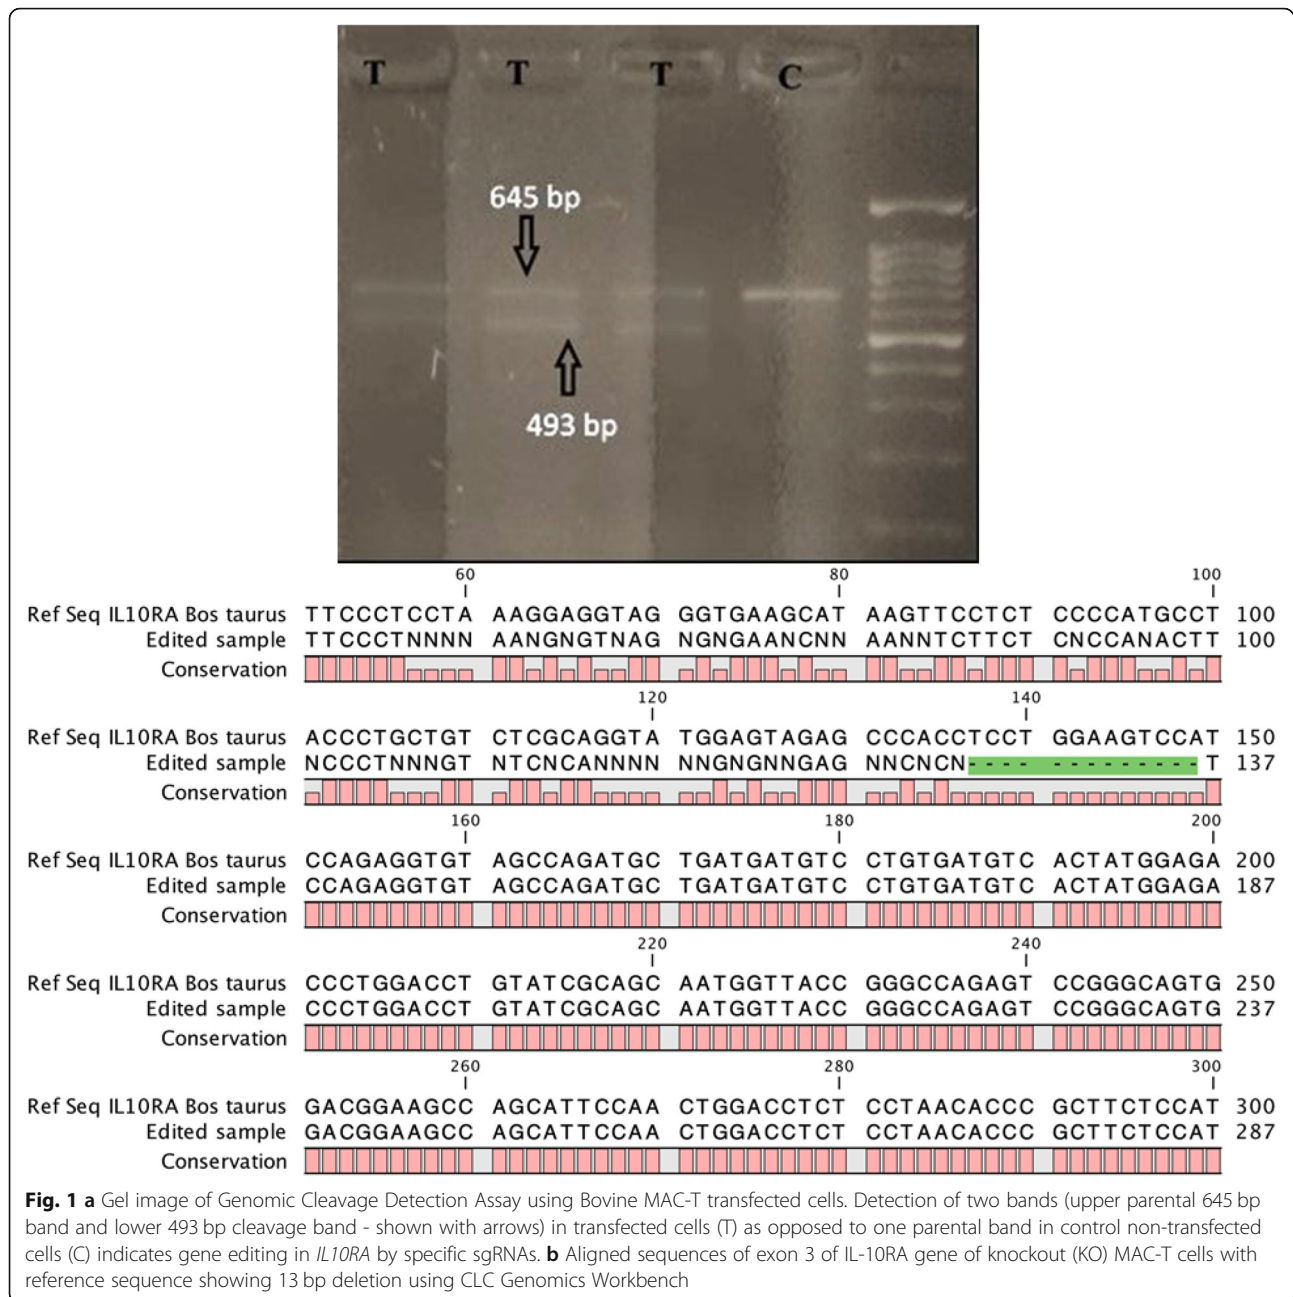 T T T C
645 bp
493 bp
60 80 100
Ref Seq IL10RA Bos taurus TTCCCTCCTA AAGGAGGTAG GGTGAAGCAT AAGTTCCTCT CCCCATGCCT 100
Edited sample TTCCCTNNNN AANGNGTNAG NGNGAANCNN AANNTCTTCT CNCCANACTT 100
Conservation
120 140
Ref Seq IL10RA Bos taurus ACCCTGCTGT CTCGCAGGTA TGGAGTAGAG CCCACCTCCT GGAAGTCCAT 150
Edited sample NCCCTNNNGT NTCNCANNNN NNGNGNNGAG NNCNCN---- ---------T 137
Conservation
160 180 200
Ref Seq IL10RA Bos taurus CCAGAGGTGT AGCCAGATGC TGATGATGTC CTGTGATGTC ACTATGGAGA 200
Edited sample CCAGAGGTGT AGCCAGATGC TGATGATGTC CTGTGATGTC ACTATGGAGA 187
Conservation
220 240
Ref Seq IL10RA Bos taurus CCCTGGACCT GTATCGCAGC AATGGTTACC GGGCCAGAGT CCGGGCAGTG 250
Edited sample CCCTGGACCT GTATCGCAGC AATGGTTACC GGGCCAGAGT CCGGGCAGTG 237
Conservation
260 280 300
Ref Seq IL10RA Bos taurus GACGGAAGCC AGCATTCCAA CTGGACCTCT CCTAACACCC GCTTCTCCAT 300
Edited sample GACGGAAGCC AGCATTCCAA CTGGACCTCT CCTAACACCC GCTTCTCCAT 287
Conservation
Fig. 1 a Gel image of Genomic Cleavage Detection Assay using Bovine MAC-T transfected cells. Detection of two bands (upper parental 645 bp
band and lower 493 bp cleavage band - shown with arrows) in transfected cells (T) as opposed to one parental band in control non-transfected
cells (C) indicates gene editing in IL10RA by specific sgRNAs. b Aligned sequences of exon 3 of IL-10RA gene of knockout (KO) MAC-T cells with
reference sequence showing 13 bp deletion using CLC Genomics Workbench